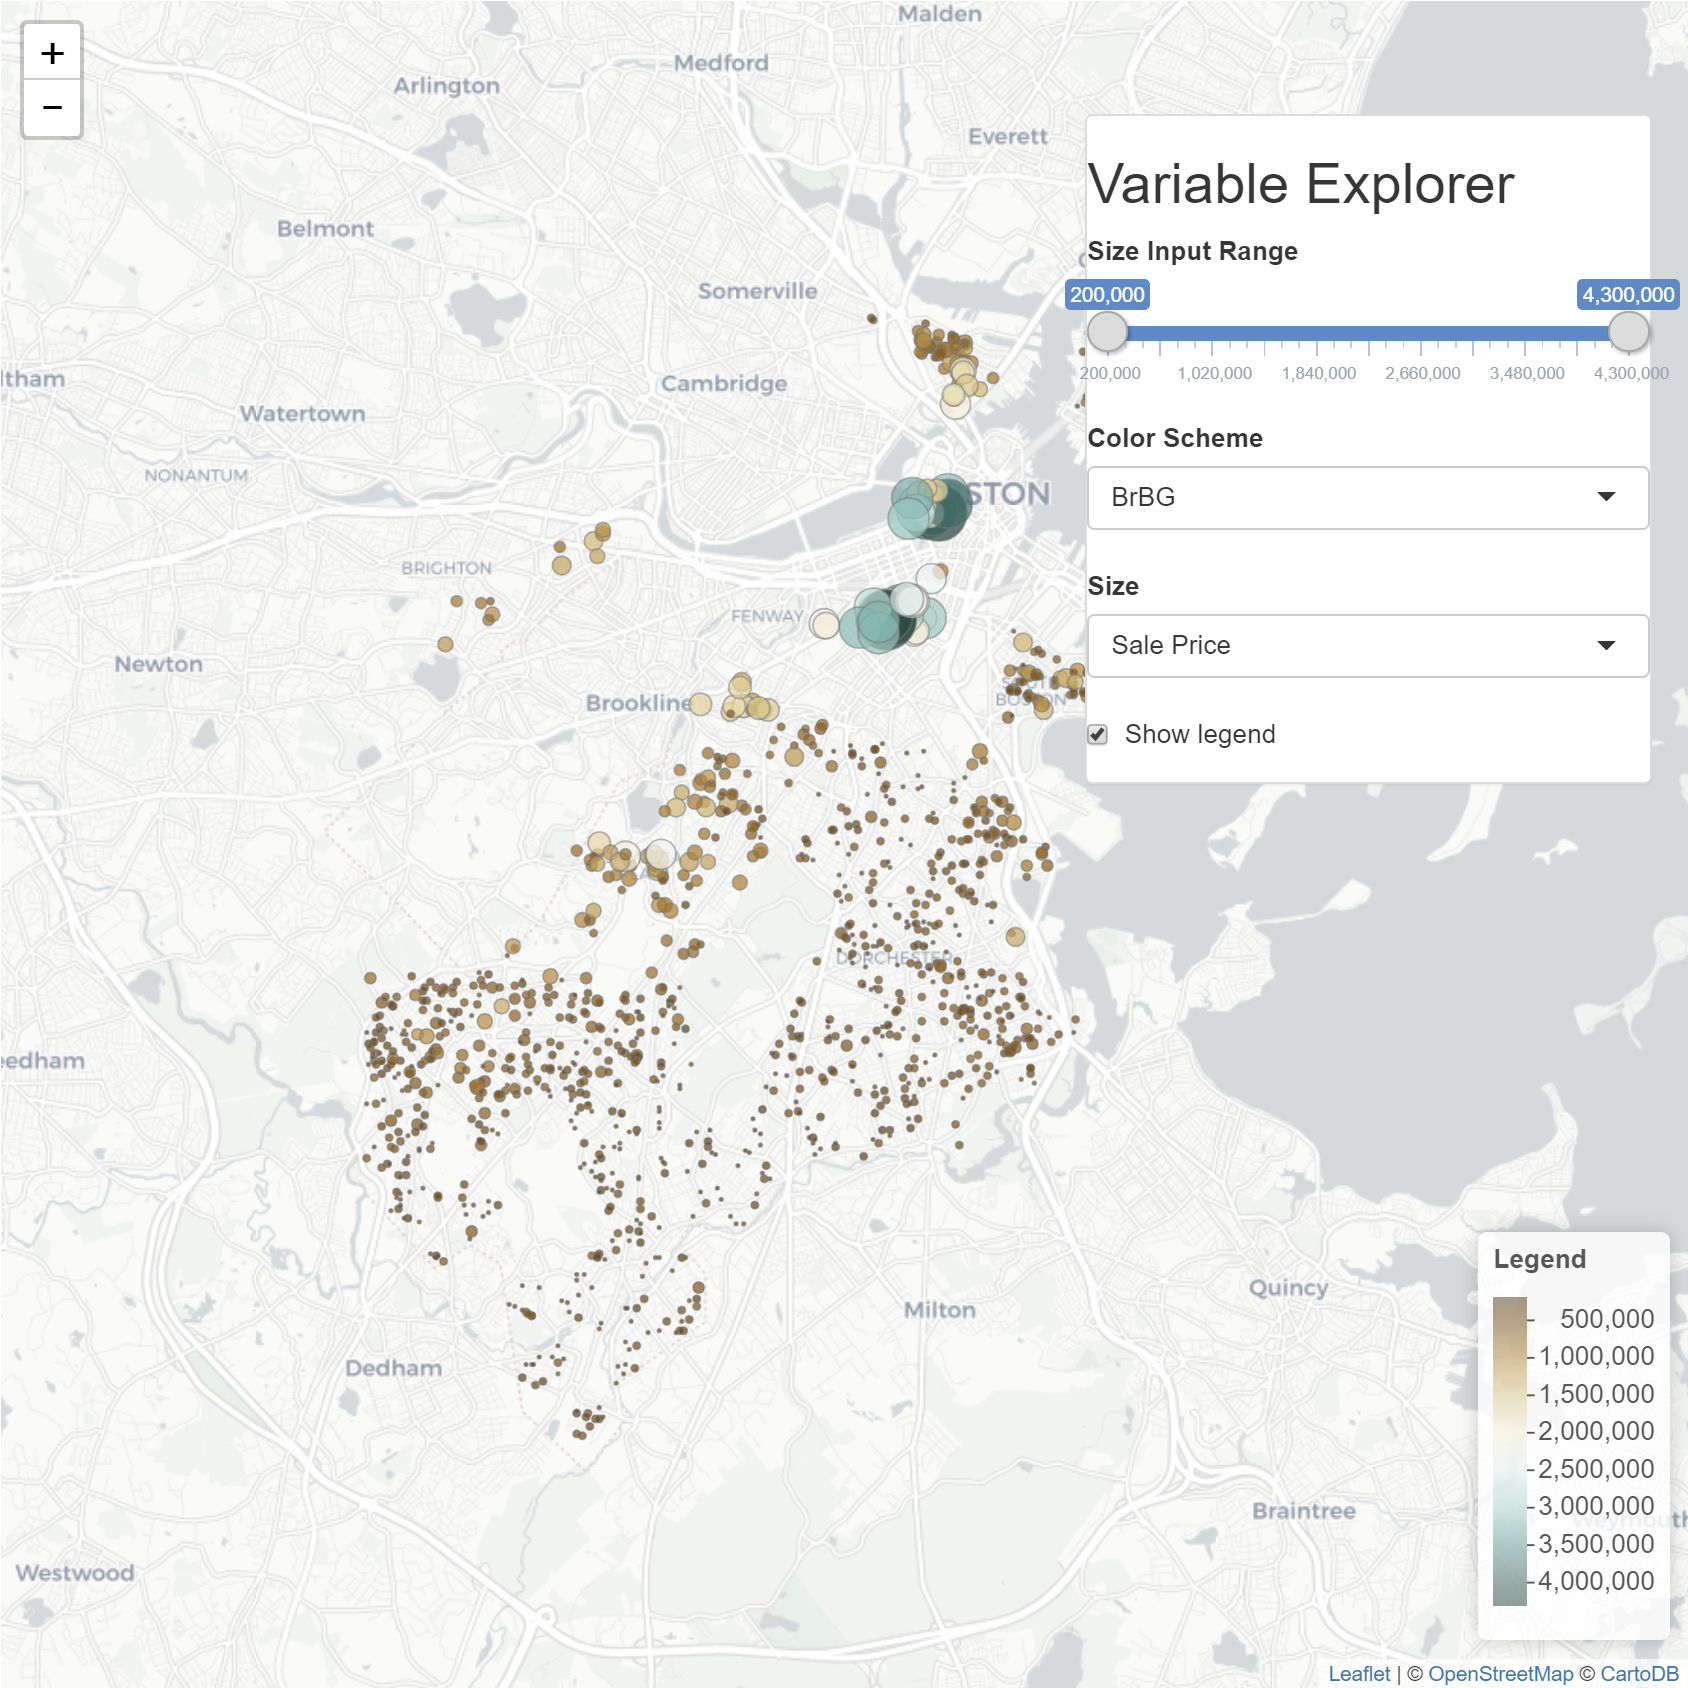 Malden
Medford
Arlington
Everett
Belmont
Somerville
ltham
Cambridge
Watertown
NONANTUM
STON
BRIGHTON
FENWAY
Newton
Brookline
SOUTH
BOSTON
DORCHESTER
eedham
Quincy
Milton
Dedham
Braintree
Weymouth
Westwood
+
−
Variable Explorer
Size Input Range
200,000 4,300,000
200,000 1,020,000 1,840,000 2,660,000 3,480,000 4,300,000
Color Scheme
BrBG
Size
Sale Price
Show legend
Legend
500,000
1,000,000
1,500,000
2,000,000
2,500,000
3,000,000
3,500,000
4,000,000
Leaflet | © OpenStreetMap © CartoDB